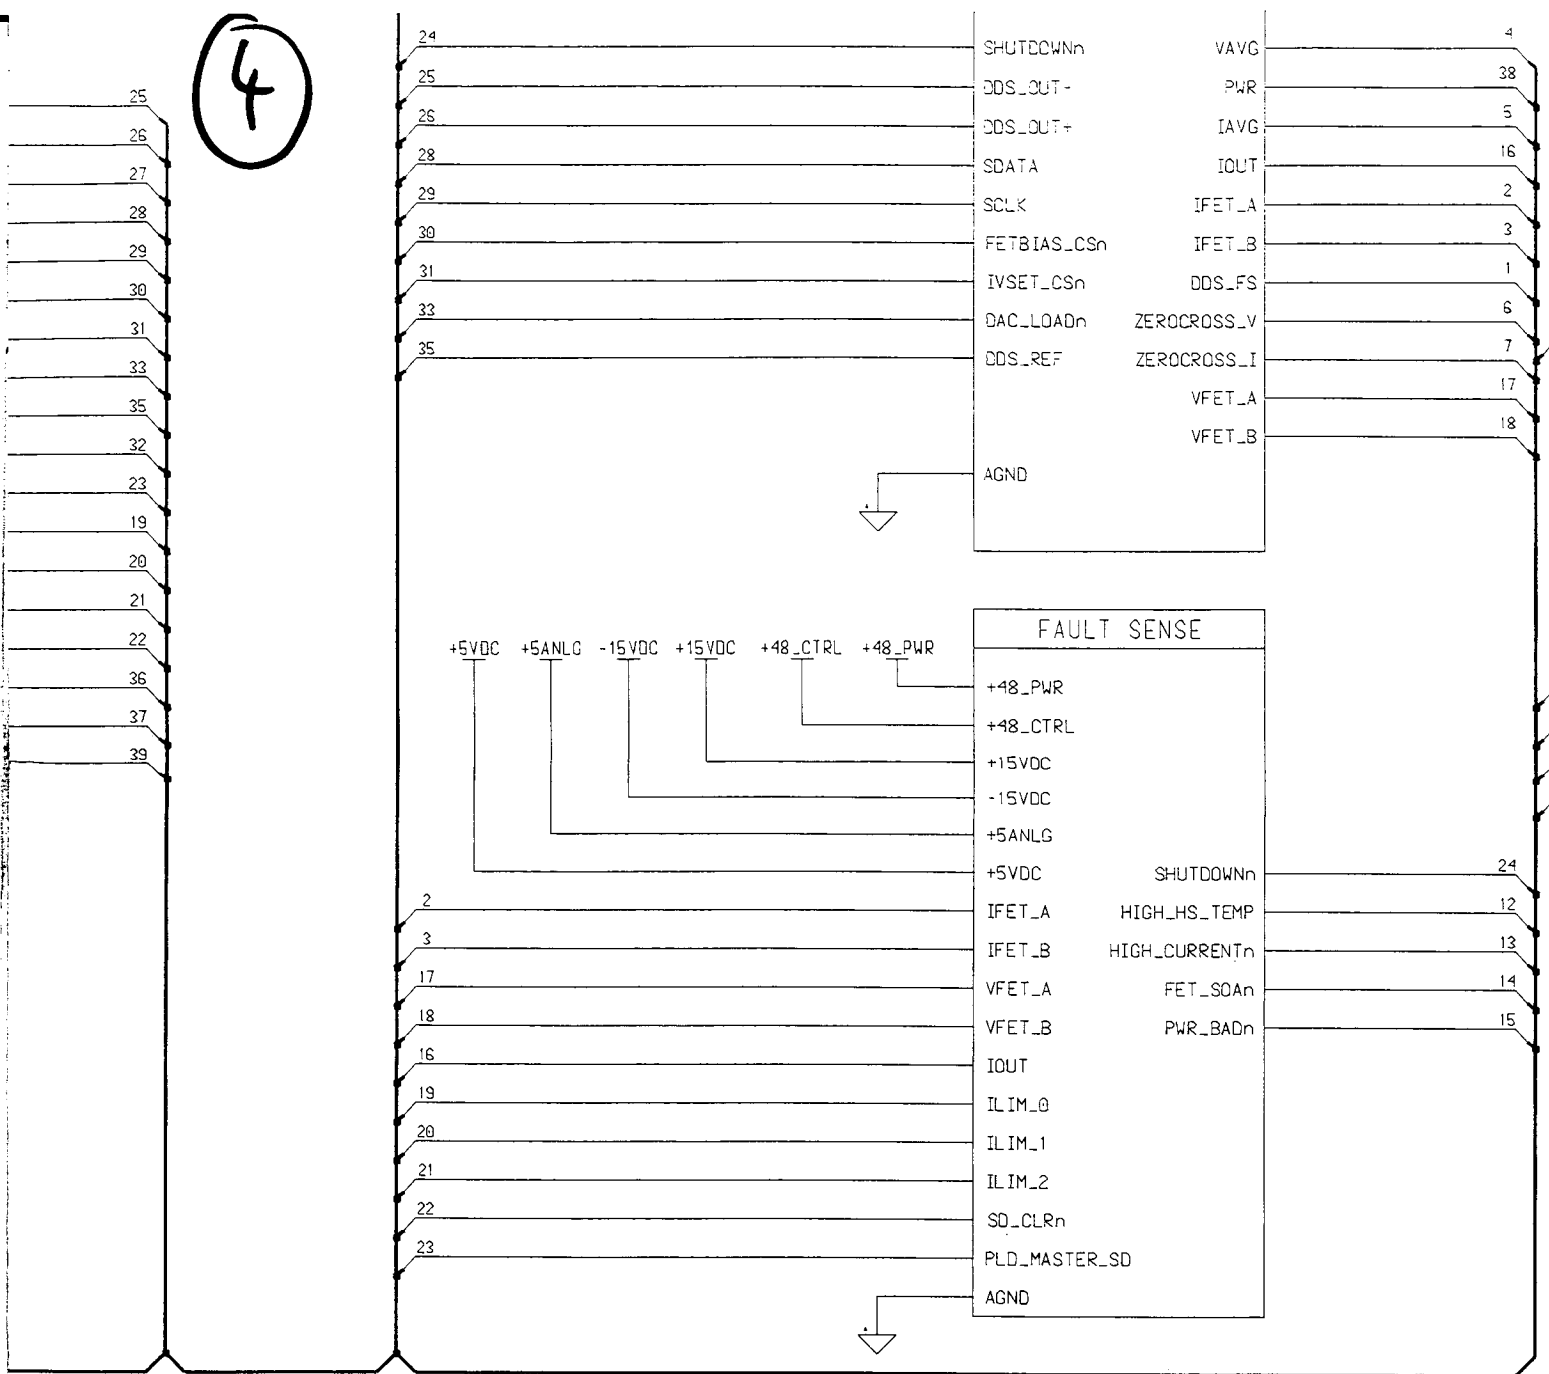 4
25
26
27
28
29
30
31
33
35
32
23
19
20
21
22
36
37
39
24 SHUTDOWNn VAVG 4
25 DDS_OUT- PWR 38
26 DDS_OUT+ IAVG 5
28 SDATA IOUT 16
29 SCLK IFET_A 2
30 FETBIAS_CSn IFET_B 3
31 IVSET_CSn DDS_FS 1
33 DAC_LOADn ZEROCROSS_V 6
35 DDS_REF ZEROCROSS_I 7
VFET_A 17
VFET_B 18
AGND
FAULT SENSE
+5VDC +5ANLG -15VDC +15VDC +48_CTRL +48_PWR
+48_PWR
+48_CTRL
+15VDC
-15VDC
+5ANLG
+5VDC SHUTDOWNn 24
2 IFET_A HIGH_HS_TEMP 12
3 IFET_B HIGH_CURRENTn 13
17 VFET_A FET_SOAn 14
18 VFET_B PWR_BADn 15
16 IOUT
19 ILIM_0
20 ILIM_1
21 ILIM_2
22 SD_CLRn
23 PLD_MASTER_SD
AGND